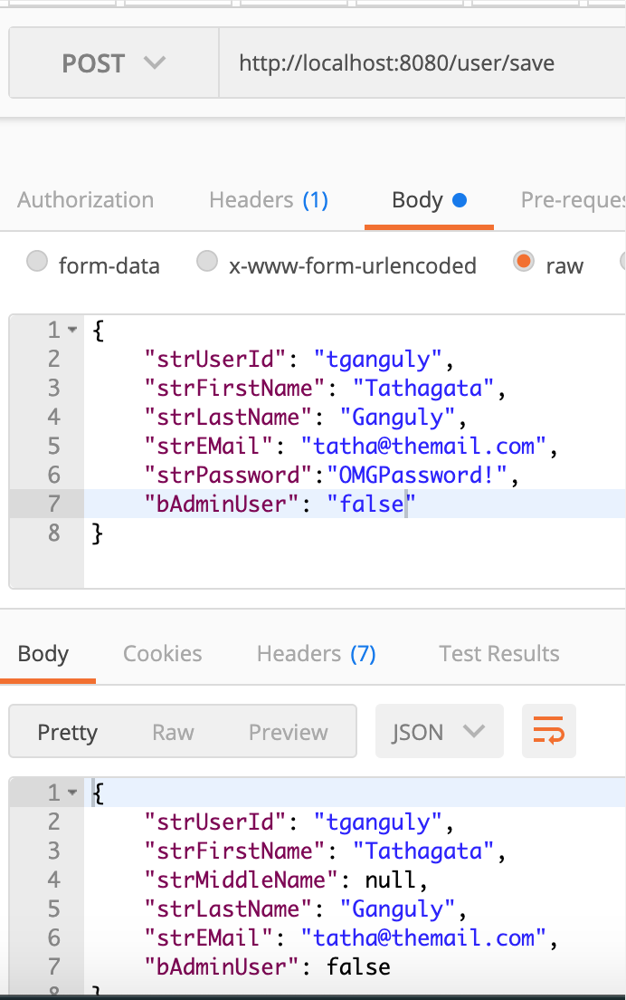 POST http://localhost:8080/user/save
Authorization Headers (1) Body Pre-reques
form-data x-www-form-urlencoded raw
1 {
2 "strUserId": "tganguly",
3 "strFirstName": "Tathagata",
4 "strLastName": "Ganguly",
5 "strEMail": "tatha@themail.com",
6 "strPassword":"OMGPassword!",
7 "bAdminUser": "false"
8 }
Body Cookies Headers (7) Test Results
Pretty Raw Preview JSON
1 {
2 "strUserId": "tganguly",
3 "strFirstName": "Tathagata",
4 "strMiddleName": null,
5 "strLastName": "Ganguly",
6 "strEMail": "tatha@themail.com",
7 "bAdminUser": false
8 }